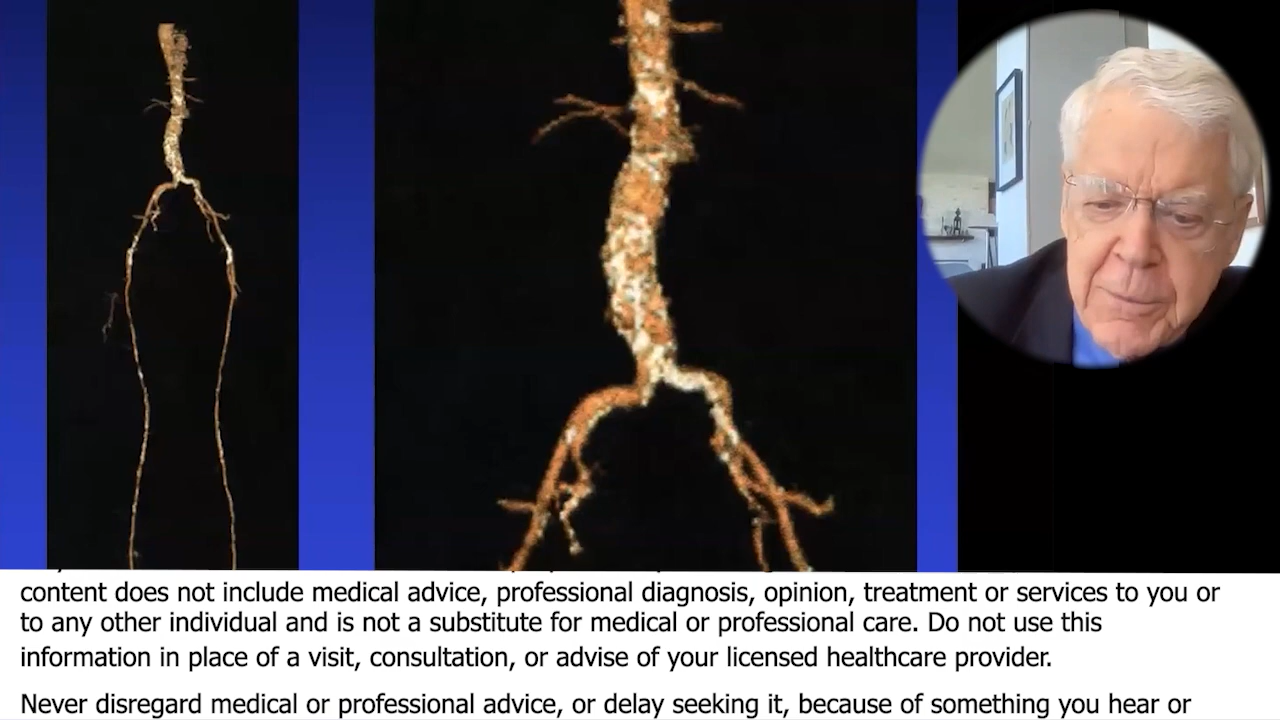 content does not include medical advice, professional diagnosis, opinion, treatment or services to you or
to any other individual and is not a substitute for medical or professional care. Do not use this
information in place of a visit, consultation, or advise of your licensed healthcare provider.
Never disregard medical or professional advice, or delay seeking it, because of something you hear or